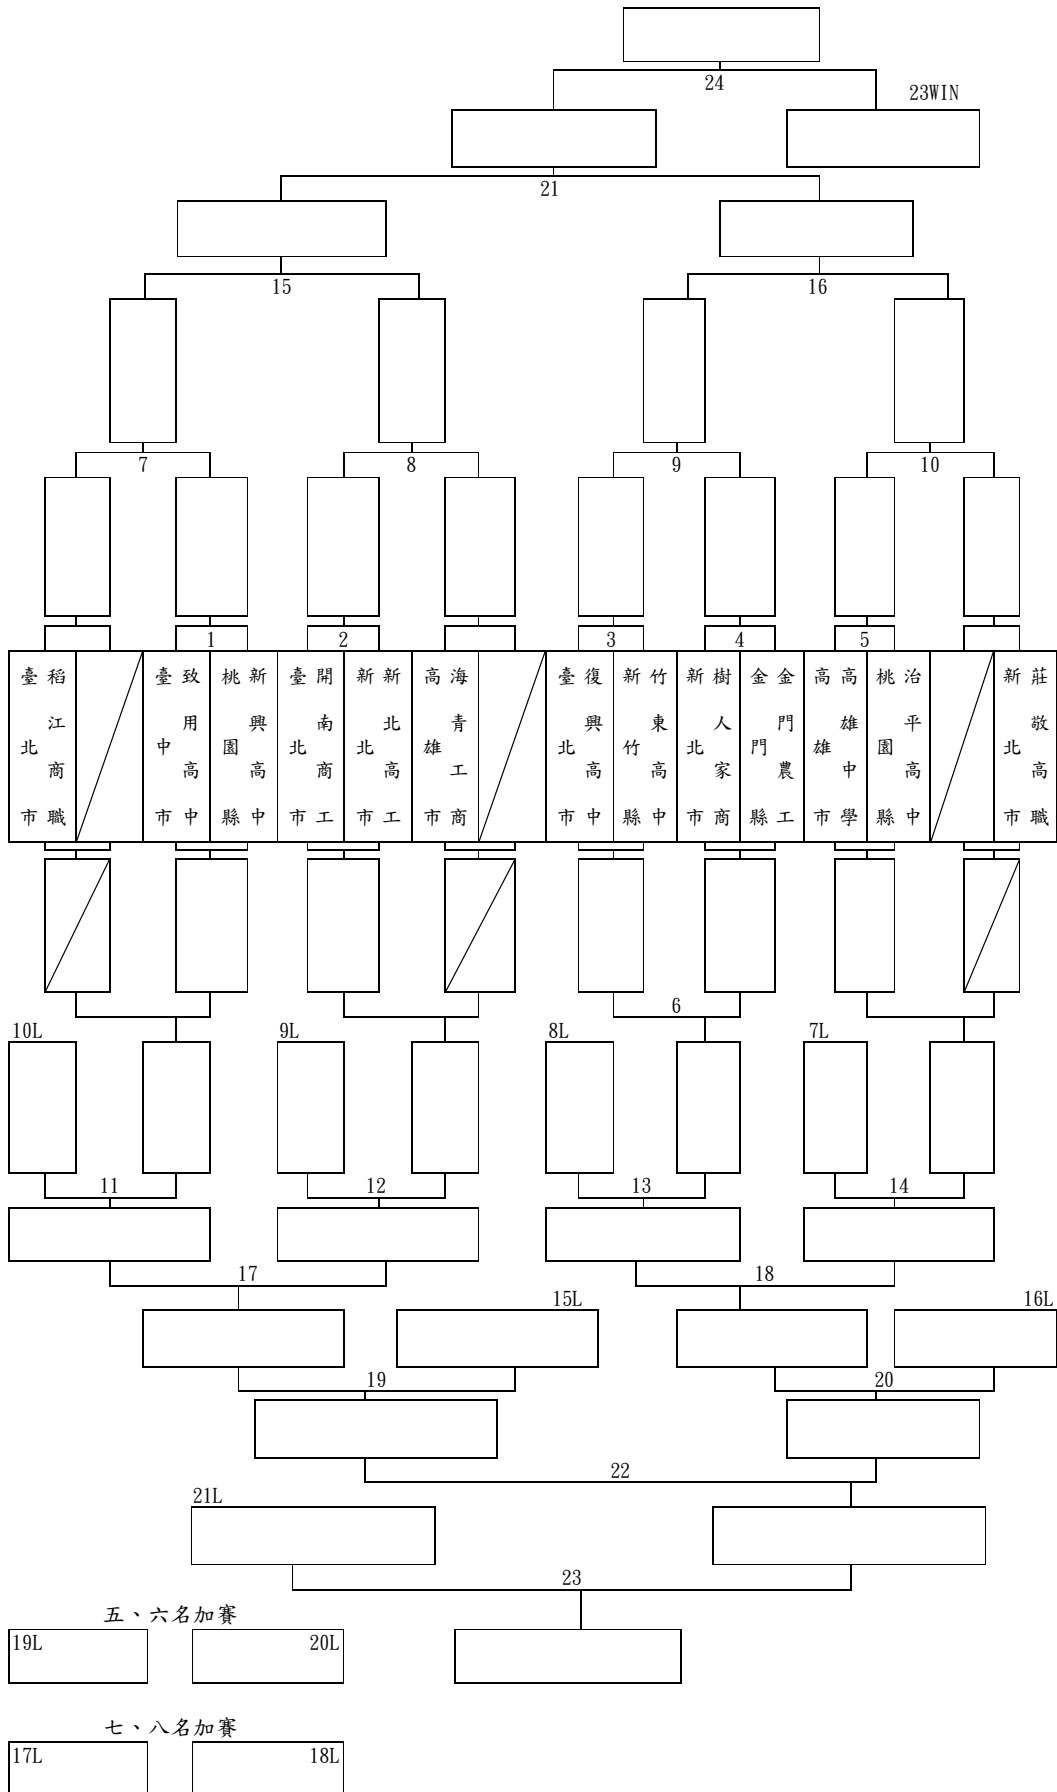 24
23WIN
21
15
16
7
8
9
10
1
2
3
4
5
臺北市 稻江商職
臺中市 致用高中
桃園縣 新興高中
臺北市 開南商工
新北市 新北高工
高雄市 海青工商
臺北市 復興高中
新竹縣 竹東高中
新北市 樹人家商
金門縣 金門農工
高雄市 高雄中學
桃園縣 治平高中
新北市 莊敬高職
6
10L
9L
8L
7L
11
12
13
14
17
18
15L
16L
19
20
22
21L
23
五、六名加賽
19L
20L
七、八名加賽
17L
18L